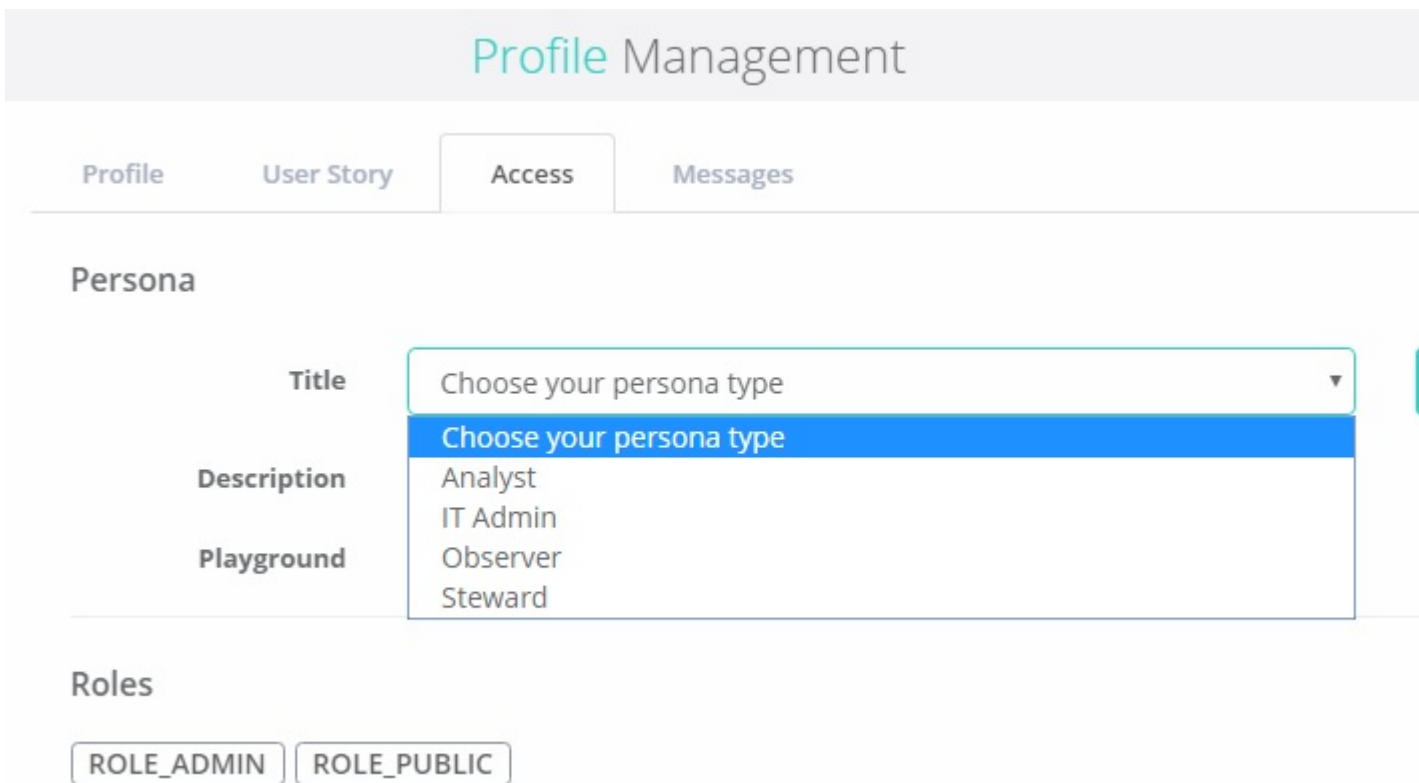 Profile Management
Profile User Story Access Messages
Persona
Title Choose your persona type
Choose your persona type
Description Analyst
IT Admin
Playground Observer
Steward
Roles
ROLE_ADMIN ROLE_PUBLIC